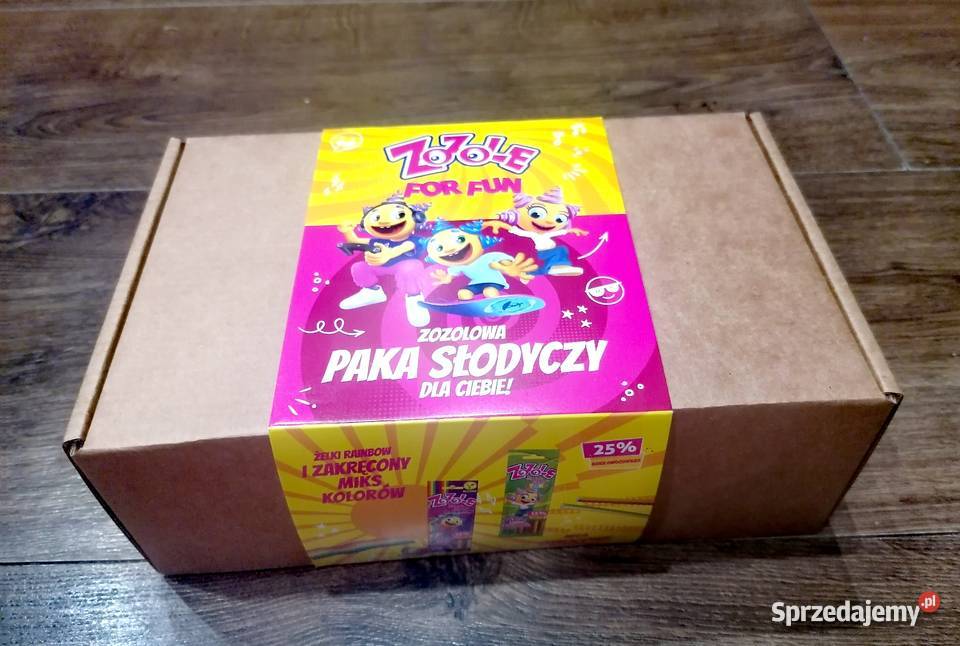 ZOZOLE
FOR FUN
ZOZOLOWA
PAKA SŁODYCZY
DLA CIEBIE!
ŻELKI RAINBOW
I ZAKRĘCONY
MIKS
KOLORÓW
25%
ZOZOLE
ZOZOLE
Sprzedajemy.pl